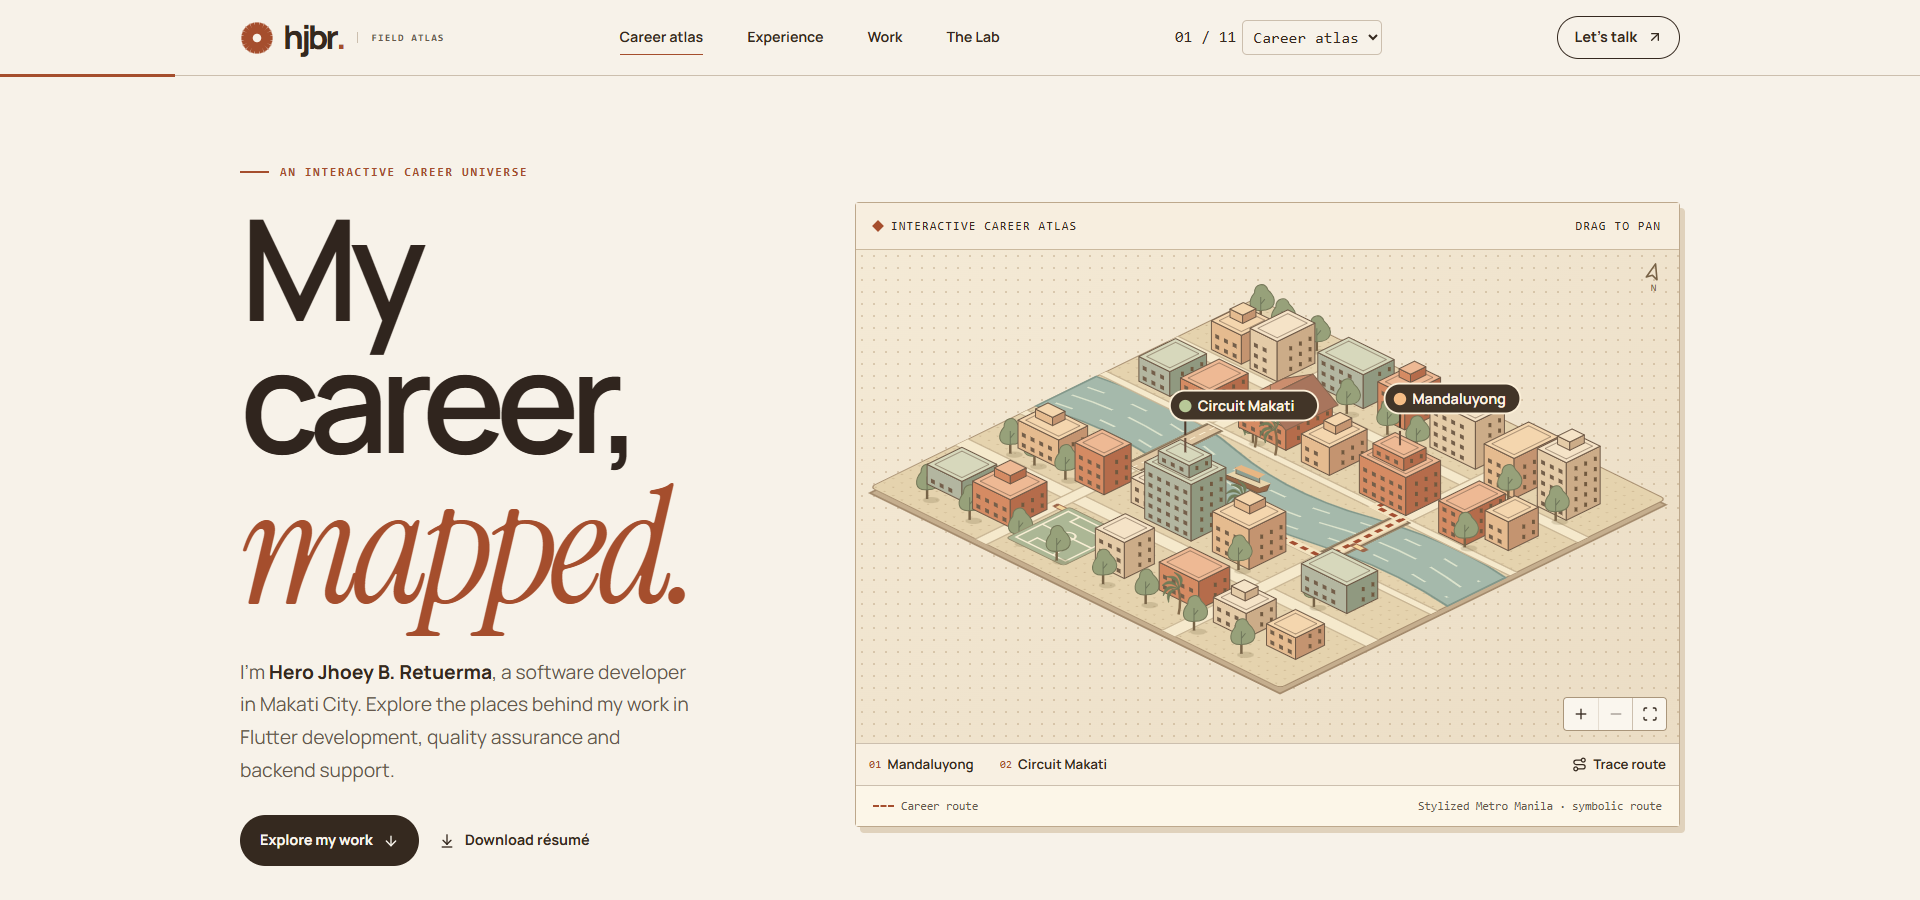 hjbr.
FIELD ATLAS
Career atlas
Experience
Work
The Lab
01 / 11
Career atlas
Let's talk
AN INTERACTIVE CAREER UNIVERSE
My
career,
mapped.
I'm Hero Jhoey B. Retuerma, a software developer
in Makati City. Explore the places behind my work in
Flutter development, quality assurance and
backend support.
Explore my work
Download résumé
INTERACTIVE CAREER ATLAS
DRAG TO PAN
N
Circuit Makati
Mandaluyong
01 Mandaluyong
02 Circuit Makati
Trace route
Career route
Stylized Metro Manila · symbolic route